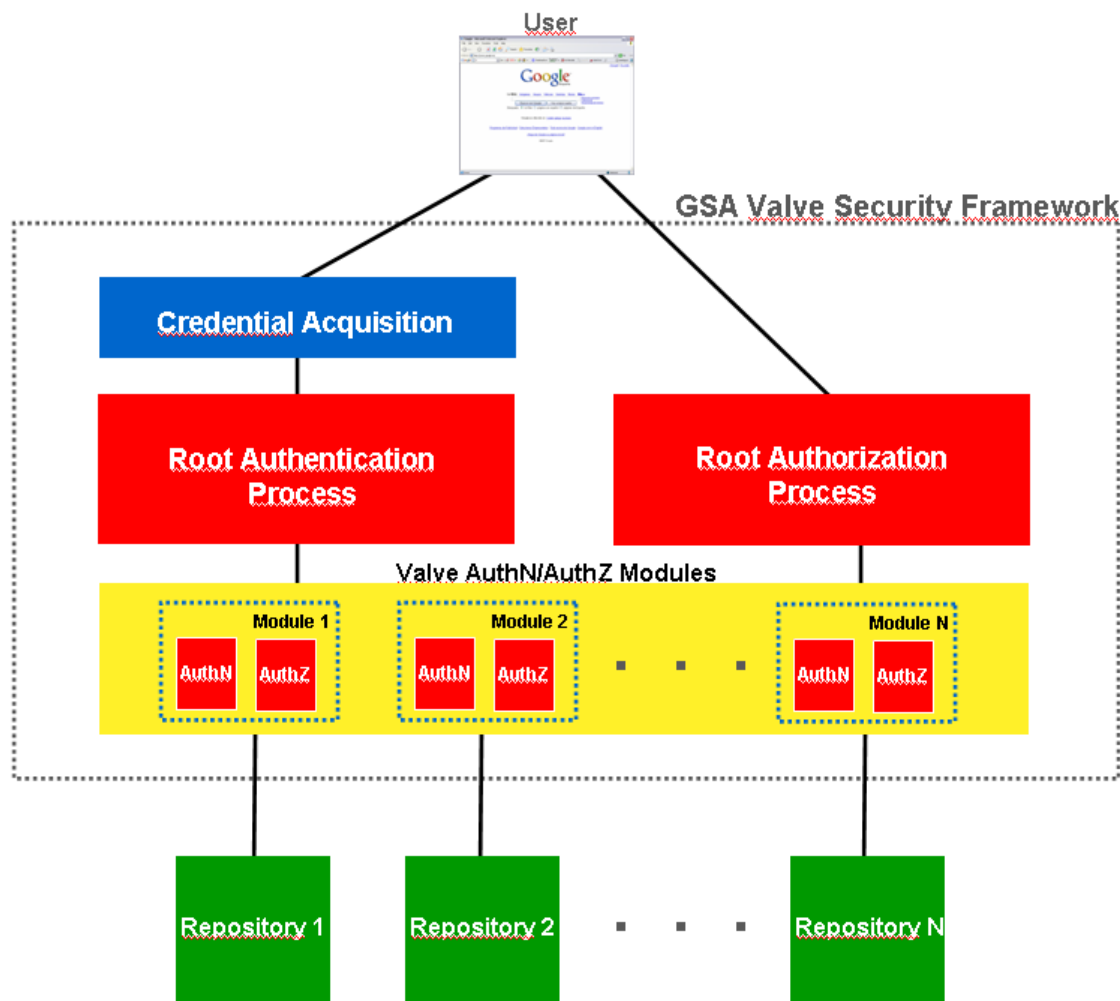 User
Google
GSA Valve Security Framework
Credential Acquisition
Root Authentication
Process
Root Authorization
Process
Valve AuthN/AuthZ Modules
Module 1
AuthN
AuthZ
Module 2
AuthN
AuthZ
Module N
AuthN
AuthZ
Repository 1
Repository 2
Repository N